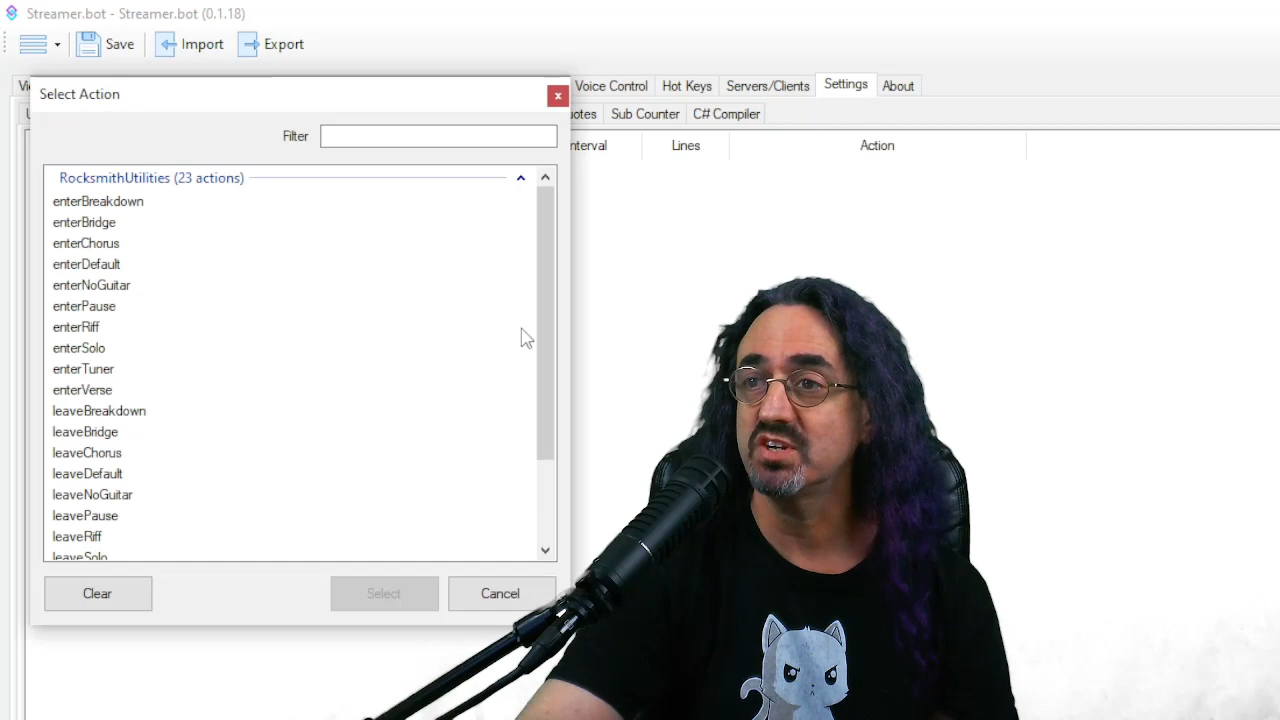 Streamer.bot - Streamer.bot (0.1.18)
Save Import Export
Voice Control Hot Keys Servers/Clients Settings About
Sub Counter C# Compiler
Lines Action
Select Action
x
Filter
RocksmithUtilities (23 actions)
enterBreakdown
enterBridge
enterChorus
enterDefault
enterNoGuitar
enterPause
enterRiff
enterSolo
enterTuner
enterVerse
leaveBreakdown
leaveBridge
leaveChorus
leaveDefault
leaveNoGuitar
leavePause
leaveRiff
leaveSolo
Clear Select Cancel